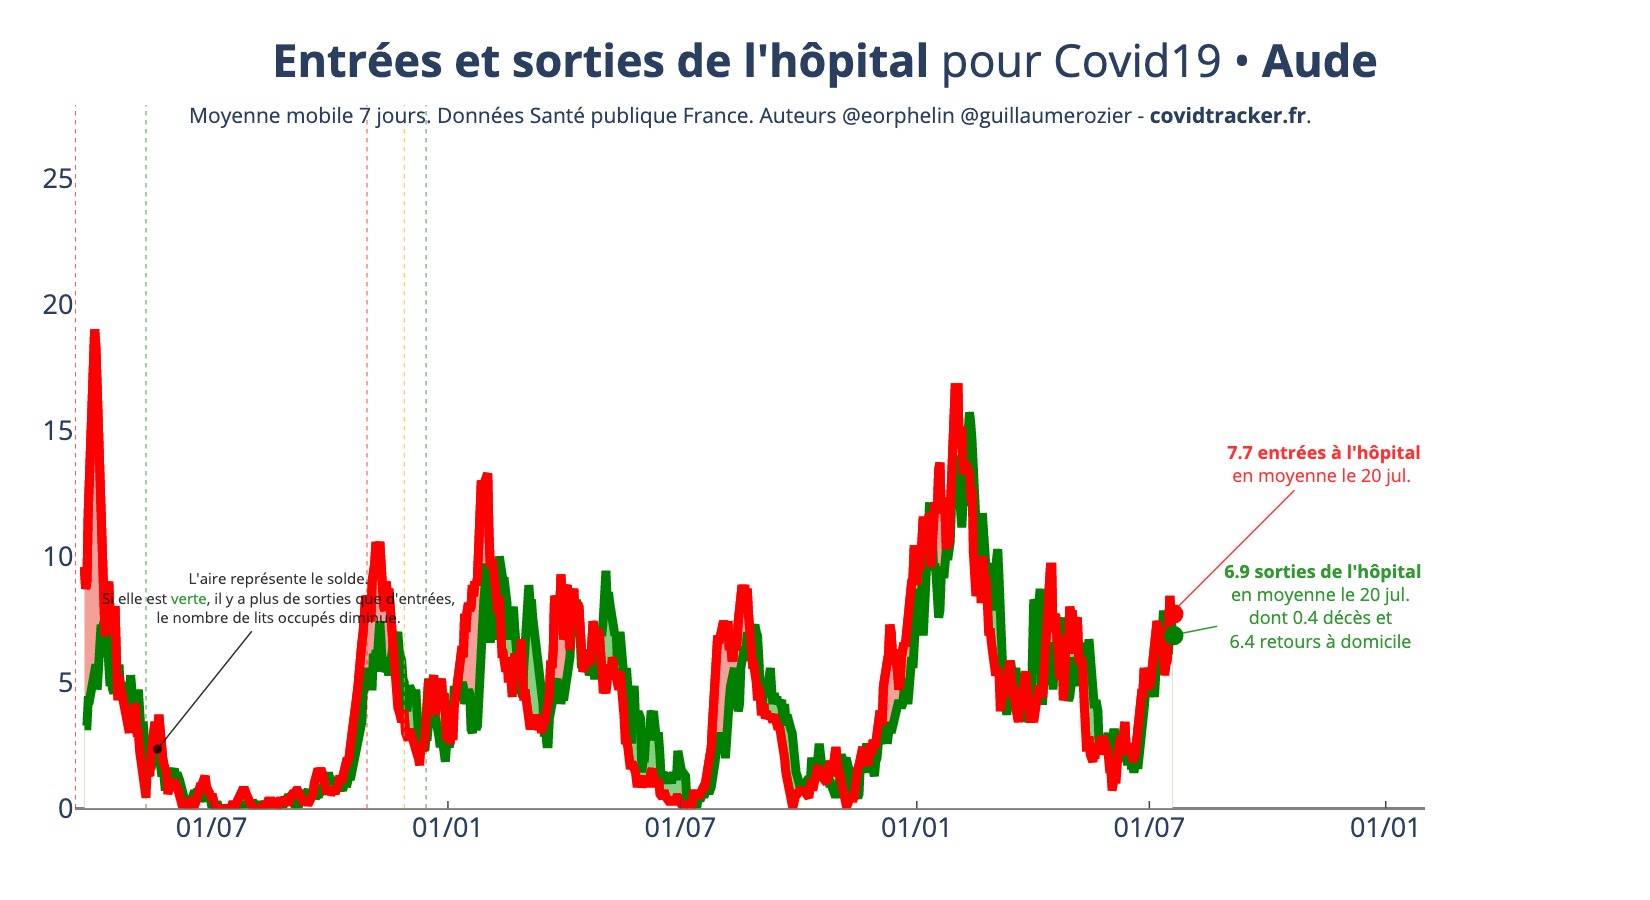 Entrées et sorties de l'hôpital pour Covid19 • Aude
Moyenne mobile 7 jours. Données Santé publique France. Auteurs @eorphelin @guillaumerozier - covidtracker.fr.
25
20
15
10
5
0
L'aire représente le solde.
Si elle est verte, il y a plus de sorties que d'entrées,
le nombre de lits occupés diminue.
7.7 entrées à l'hôpital
en moyenne le 20 jul.
6.9 sorties de l'hôpital
en moyenne le 20 jul.
dont 0.4 décès et
6.4 retours à domicile
01/07
01/01
01/07
01/01
01/07
01/01